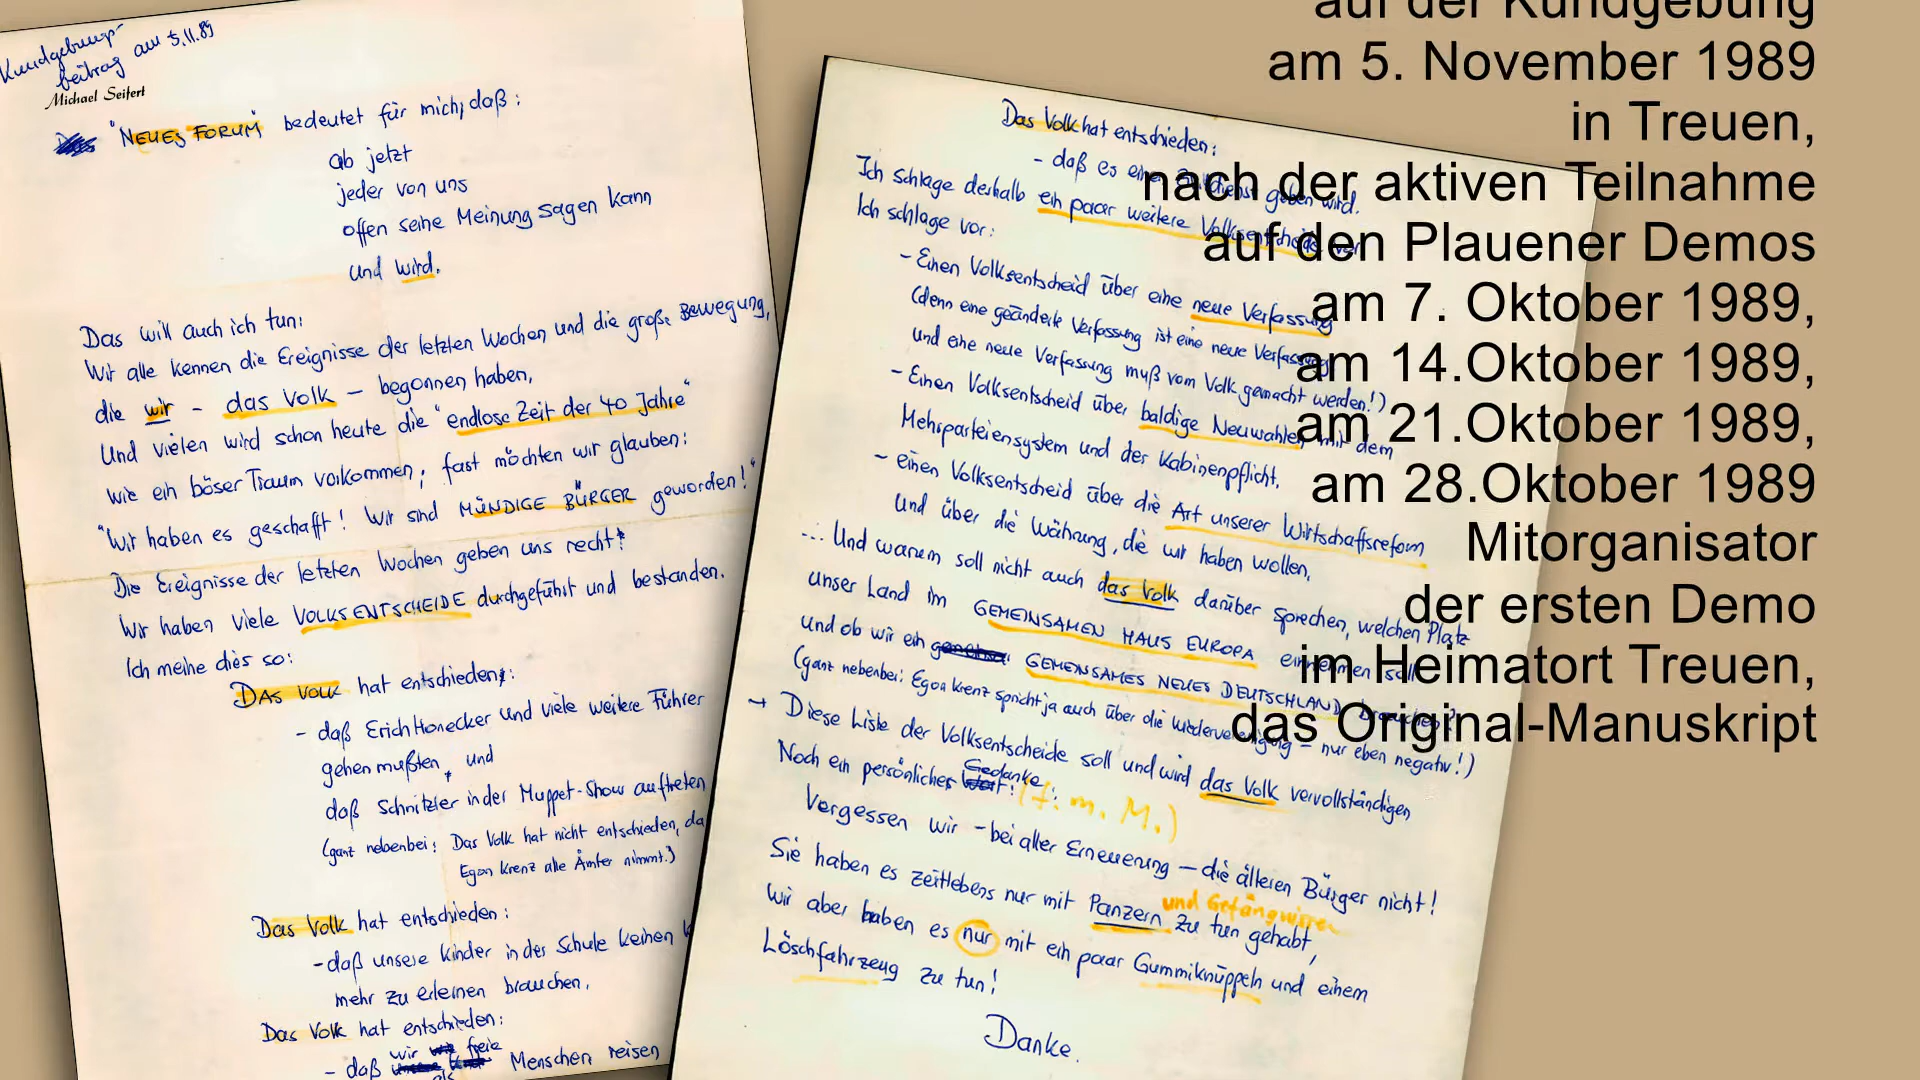 Kundgebungs-
beitrag am 5.11.89
Michael Seifert
"NEUES FORUM" bedeutet für mich, daß:
ab jetzt
jeder von uns
offen seine Meinung sagen kann
und wird.
Das will auch ich tun:
Wir alle kennen die Ereignisse der letzten Wochen und die große Bewegung,
die wir - das Volk - begonnen haben,
Und vielen wird schon heute die "endlose Zeit der 40 Jahre"
wie ein böser Traum vorkommen; fast möchten wir glauben:
"Wir haben es geschafft! Wir sind MÜNDIGE BÜRGER geworden!"
Die Ereignisse der letzten Wochen geben uns recht!
Wir haben viele VOLKSENTSCHEIDE durchgeführt und bestanden.
Ich meine dies so:
DAS VOLK hat entschieden:
- daß Erich Honecker und viele weitere Führer
gehen mußten, und
daß Schnitzler in der Muppet-Show auftreten
(ganz nebenbei: Das Volk hat nicht entschieden, da
Egon Krenz alle Ämter nimmt.)
Das Volk hat entschieden:
- daß unsere Kinder in der Schule keinen
mehr zu erlernen brauchen.
Das Volk hat entschieden:
- daß wir freie
als Menschen reisen
Das Volk hat entschieden:
- daß es einen Zivildienst geben wird.
Ich schlage deshalb ein paar weitere Volksentscheide vor
Ich schlage vor:
- Einen Volksentscheid über eine neue Verfassung
(denn eine geänderte Verfassung ist eine neue Verfassung
und eine neue Verfassung muß vom Volk gemacht werden!)
- Einen Volksentscheid über baldige Neuwahlen mit dem
Mehrparteiensystem und der Kabinenpflicht.
- einen Volksentscheid über die Art unserer Wirtschaftsreform
und über die Währung, die wir haben wollen.
... Und warum soll nicht auch das Volk darüber sprechen, welchen Platz
unser Land im GEMEINSAMEN HAUS EUROPA einnehmen soll
und ob wir ein GEMEINSAMES NEUES DEUTSCHLAND brauchen?
(ganz nebenbei: Egon Krenz spricht ja auch über die Wiedervereinigung - nur eben negativ!)
→ Diese Liste der Volksentscheide soll und wird das Volk vervollständigen
Noch ein persönlicher Gedanke: (f. m. M.)
Vergessen wir - bei aller Erneuerung - die älteren Bürger nicht!
Sie haben es zeitlebens nur mit Panzern und Gefängnissen zu tun gehabt,
wir aber haben es nur mit ein paar Gummiknüppeln und einem
Löschfahrzeug zu tun!
Danke.
auf der Kundgebung
am 5. November 1989
in Treuen,
nach der aktiven Teilnahme
auf den Plauener Demos
am 7. Oktober 1989,
am 14.Oktober 1989,
am 21.Oktober 1989,
am 28.Oktober 1989
Mitorganisator
der ersten Demo
im Heimatort Treuen,
das Original-Manuskript